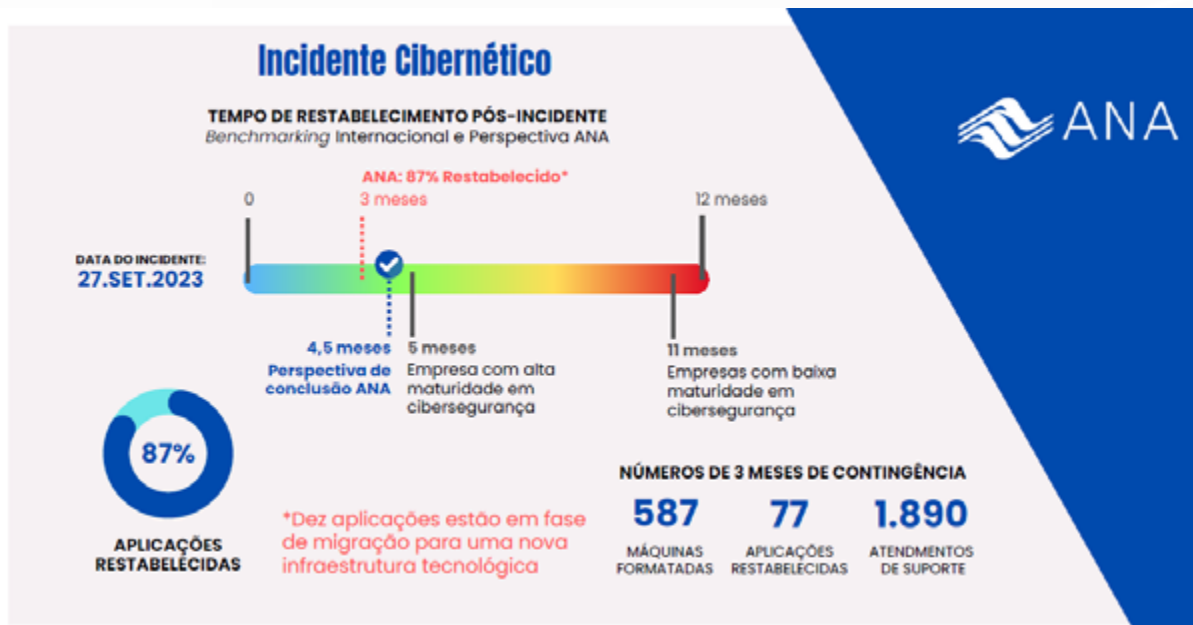 Incidente Cibernético
ANA
TEMPO DE RESTABELECIMENTO PÓS-INCIDENTE
Benchmarking Internacional e Perspectiva ANA
ANA: 87% Restabelecido*
0
3 meses
12 meses
DATA DO INCIDENTE:
27.SET.2023
4,5 meses
Perspectiva de
conclusão ANA
5 meses
Empresa com alta
maturidade em
cibersegurança
11 meses
Empresas com baixa
maturidade em
cibersegurança
87%
APLICAÇÕES
RESTABELECIDAS
*Dez aplicações estão em fase
de migração para uma nova
infraestrutura tecnológica
NÚMEROS DE 3 MESES DE CONTINGÊNCIA
587
MÁQUINAS
FORMATADAS
77
APLICAÇÕES
RESTABELECIDAS
1.890
ATENDMENTOS
DE SUPORTE